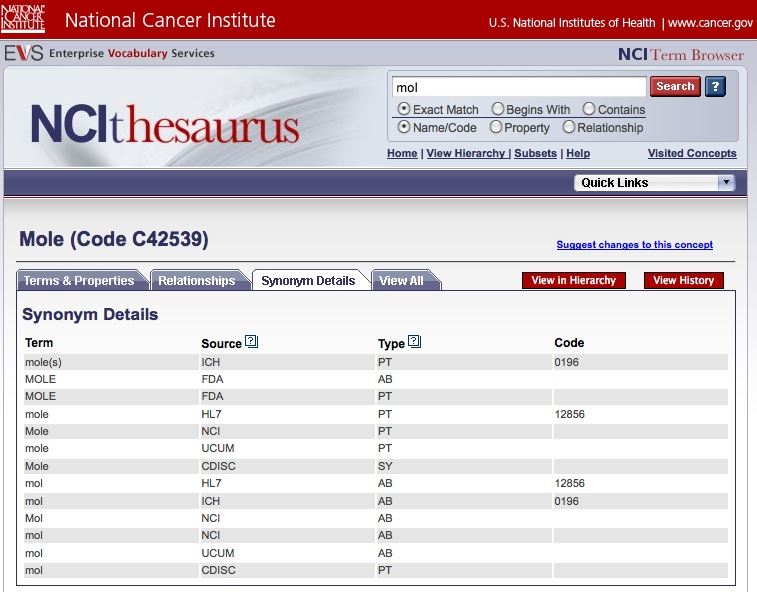 NATIONAL
CANCER
INSTITUTE
National Cancer Institute
U.S. National Institutes of Health | www.cancer.gov
EVS Enterprise Vocabulary Services
NCI Term Browser
NCIthesaurus
mol
Search
?
Exact Match Begins With Contains
Name/Code Property Relationship
Home | View Hierarchy | Subsets | Help
Visited Concepts
Quick Links
Mole (Code C42539)
Suggest changes to this concept
Terms & Properties Relationships Synonym Details View All
View in Hierarchy View History
Synonym Details
Term Source ? Type ? Code
mole(s) ICH PT 0196
MOLE FDA AB
MOLE FDA PT
mole HL7 PT 12856
Mole NCI PT
mole UCUM PT
Mole CDISC SY
mol HL7 AB 12856
mol ICH AB 0196
Mol NCI AB
mol NCI AB
mol UCUM AB
mol CDISC PT